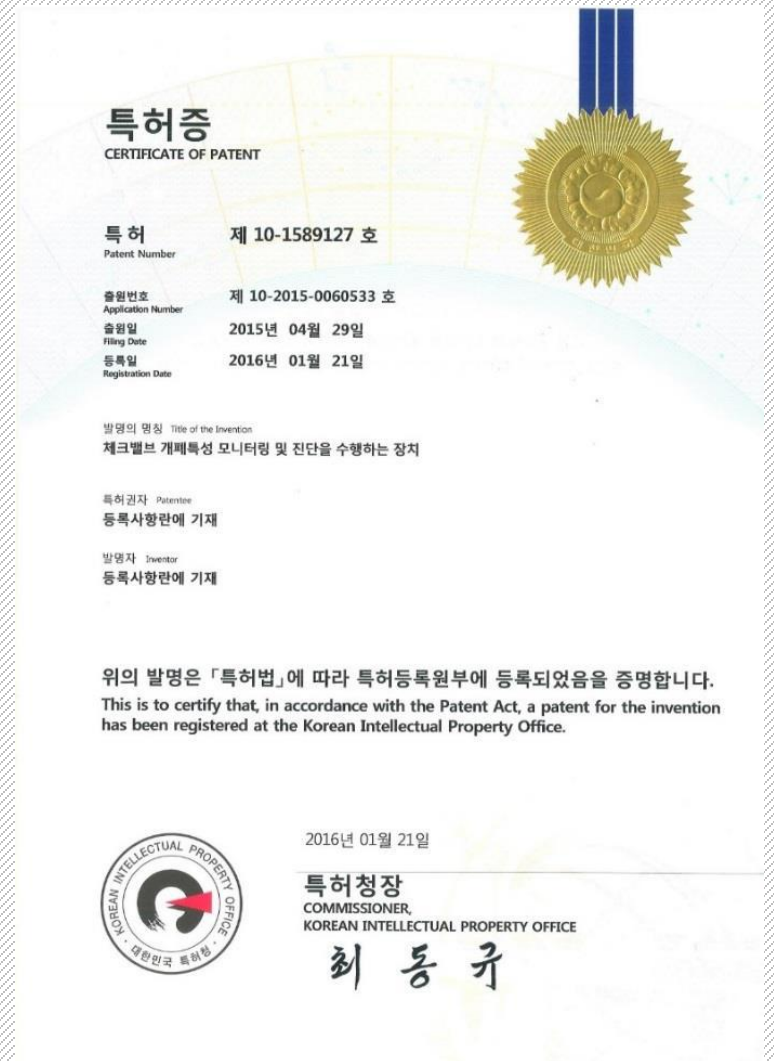 특허증
CERTIFICATE OF PATENT
특허 제 10-1589127 호
Patent Number
출원번호 제 10-2015-0060533 호
Application Number
출원일 2015년 04월 29일
Filing Date
등록일 2016년 01월 21일
Registration Date
발명의 명칭 Title of the Invention
체크밸브 개폐특성 모니터링 및 진단을 수행하는 장치
특허권자 Patentee
등록사항란에 기재
발명자 Inventor
등록사항란에 기재
위의 발명은 「특허법」에 따라 특허등록원부에 등록되었음을 증명합니다.
This is to certify that, in accordance with the Patent Act, a patent for the invention
has been registered at the Korean Intellectual Property Office.
2016년 01월 21일
특허청장
COMMISSIONER,
KOREAN INTELLECTUAL PROPERTY OFFICE
최동규
KOREAN INTELLECTUAL PROPERTY OFFICE
대한민국 특허청